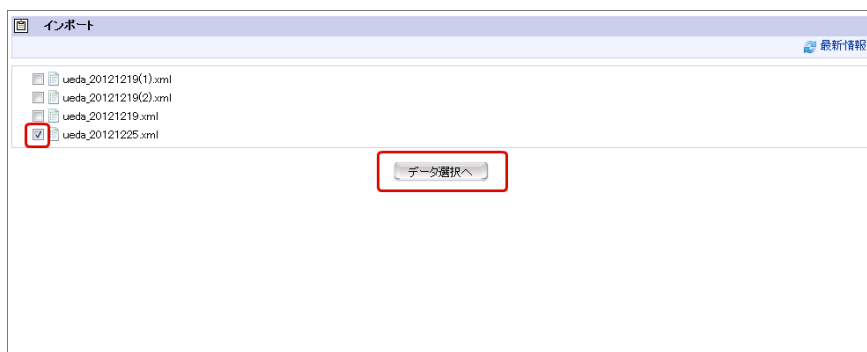 インポート
最新情報
ueda_20121219(1).xml
ueda_20121219(2).xml
ueda_20121219.xml
ueda_20121225.xml
データ選択へ